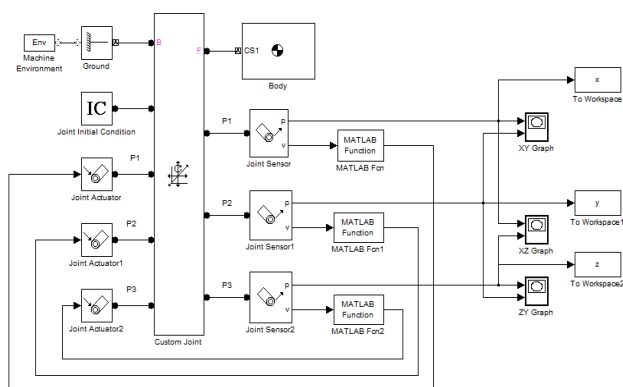 Env
Machine
Environment
Ground
B
F
CS1
Body
IC
Joint Initial Condition
P1
Joint Sensor
p
v
MATLAB
Function
MATLAB Fcn
x
To Workspace
XY Graph
P1
Joint Actuator
P2
Joint Sensor1
p
v
MATLAB
Function
MATLAB Fcn1
y
To Workspace1
XZ Graph
P2
Joint Actuator1
P3
Joint Sensor2
p
v
MATLAB
Function
MATLAB Fcn2
z
To Workspace2
ZY Graph
P3
Joint Actuator2
Custom Joint